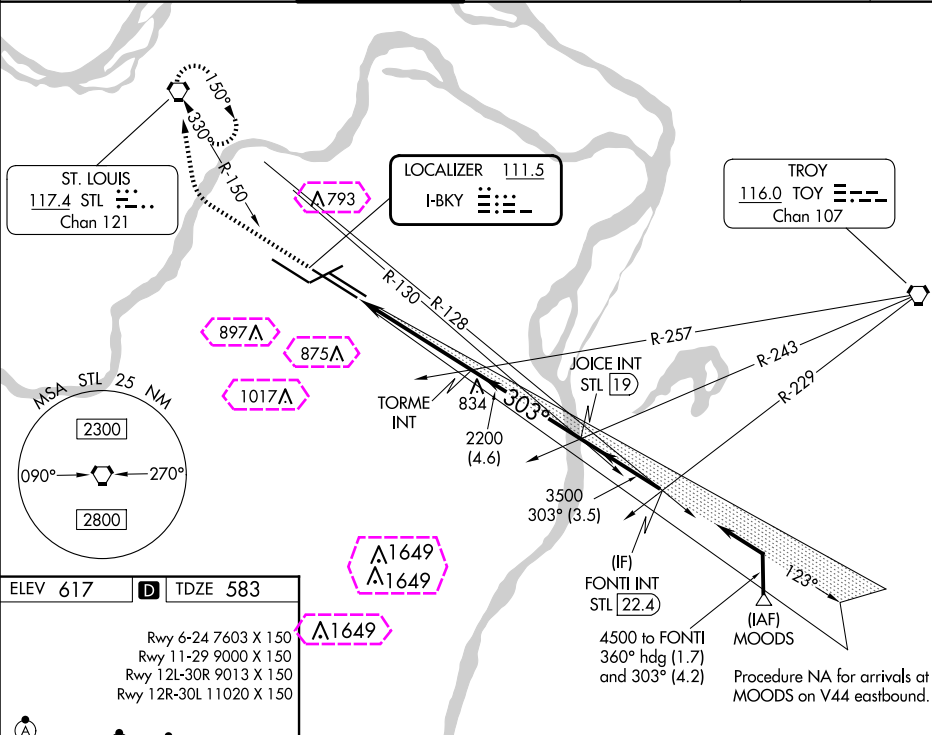 150°
330°
R-150
ST. LOUIS
117.4 STL
Chan 121
793
LOCALIZER 111.5
I-BKY
TROY
116.0 TOY
Chan 107
R-130
R-128
R-257
R-243
R-229
897
875
1017
JOICE INT
STL 19
TORME
INT
834
303°
2200
(4.6)
3500
303° (3.5)
MSA STL 25 NM
2300
090°
270°
2800
1649
1649
1649
(IF)
FONTI INT
STL 22.4
123°
(IAF)
MOODS
4500 to FONTI
360° hdg (1.7)
and 303° (4.2)
Procedure NA for arrivals at
MOODS on V44 eastbound.
ELEV 617 D TDZE 583
Rwy 6-24 7603 X 150
Rwy 11-29 9000 X 150
Rwy 12L-30R 9013 X 150
Rwy 12R-30L 11020 X 150
A